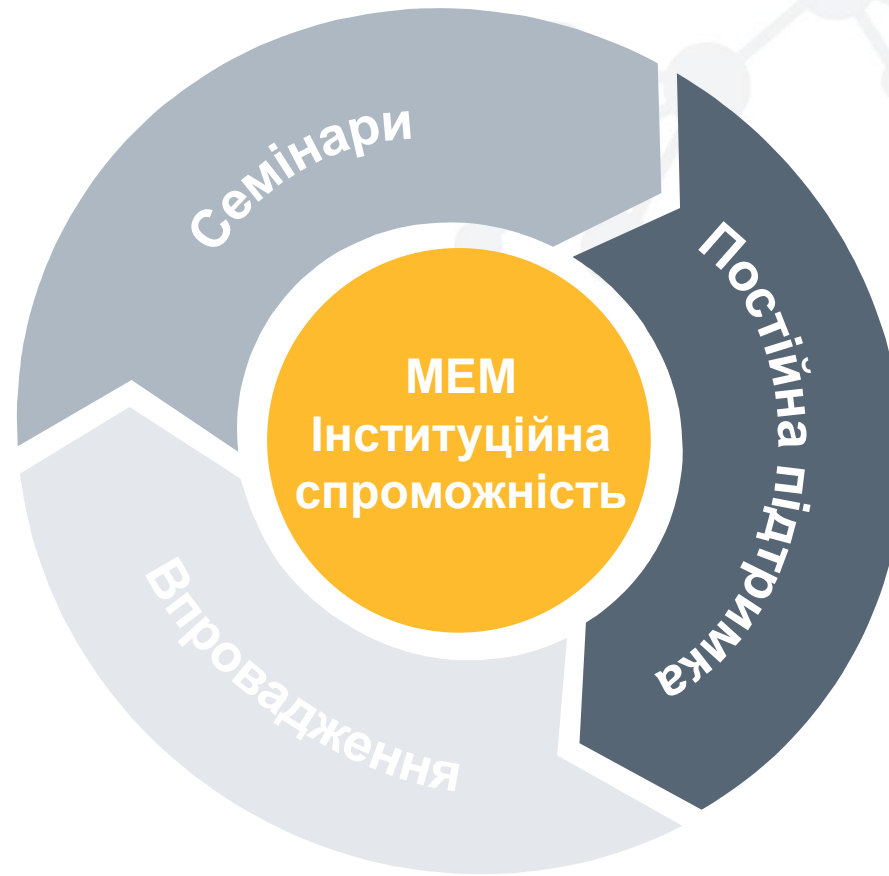 Семінари
Постійна підтримка
МЕМ
Інституційна
спроможність
Впровадження